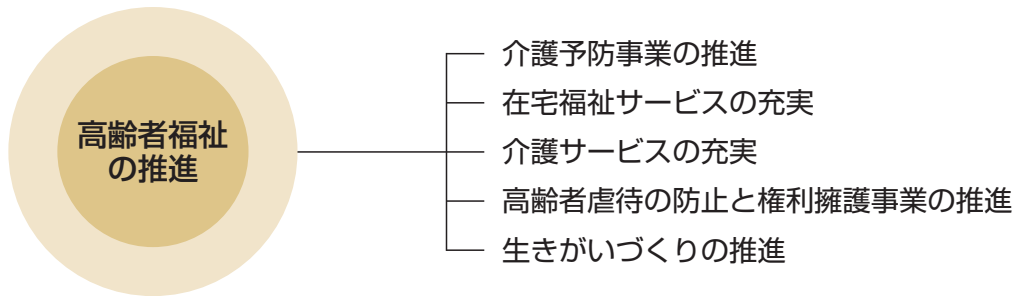 高齢者福祉
の推進
介護予防事業の推進
在宅福祉サービスの充実
介護サービスの充実
高齢者虐待の防止と権利擁護事業の推進
生きがいづくりの推進